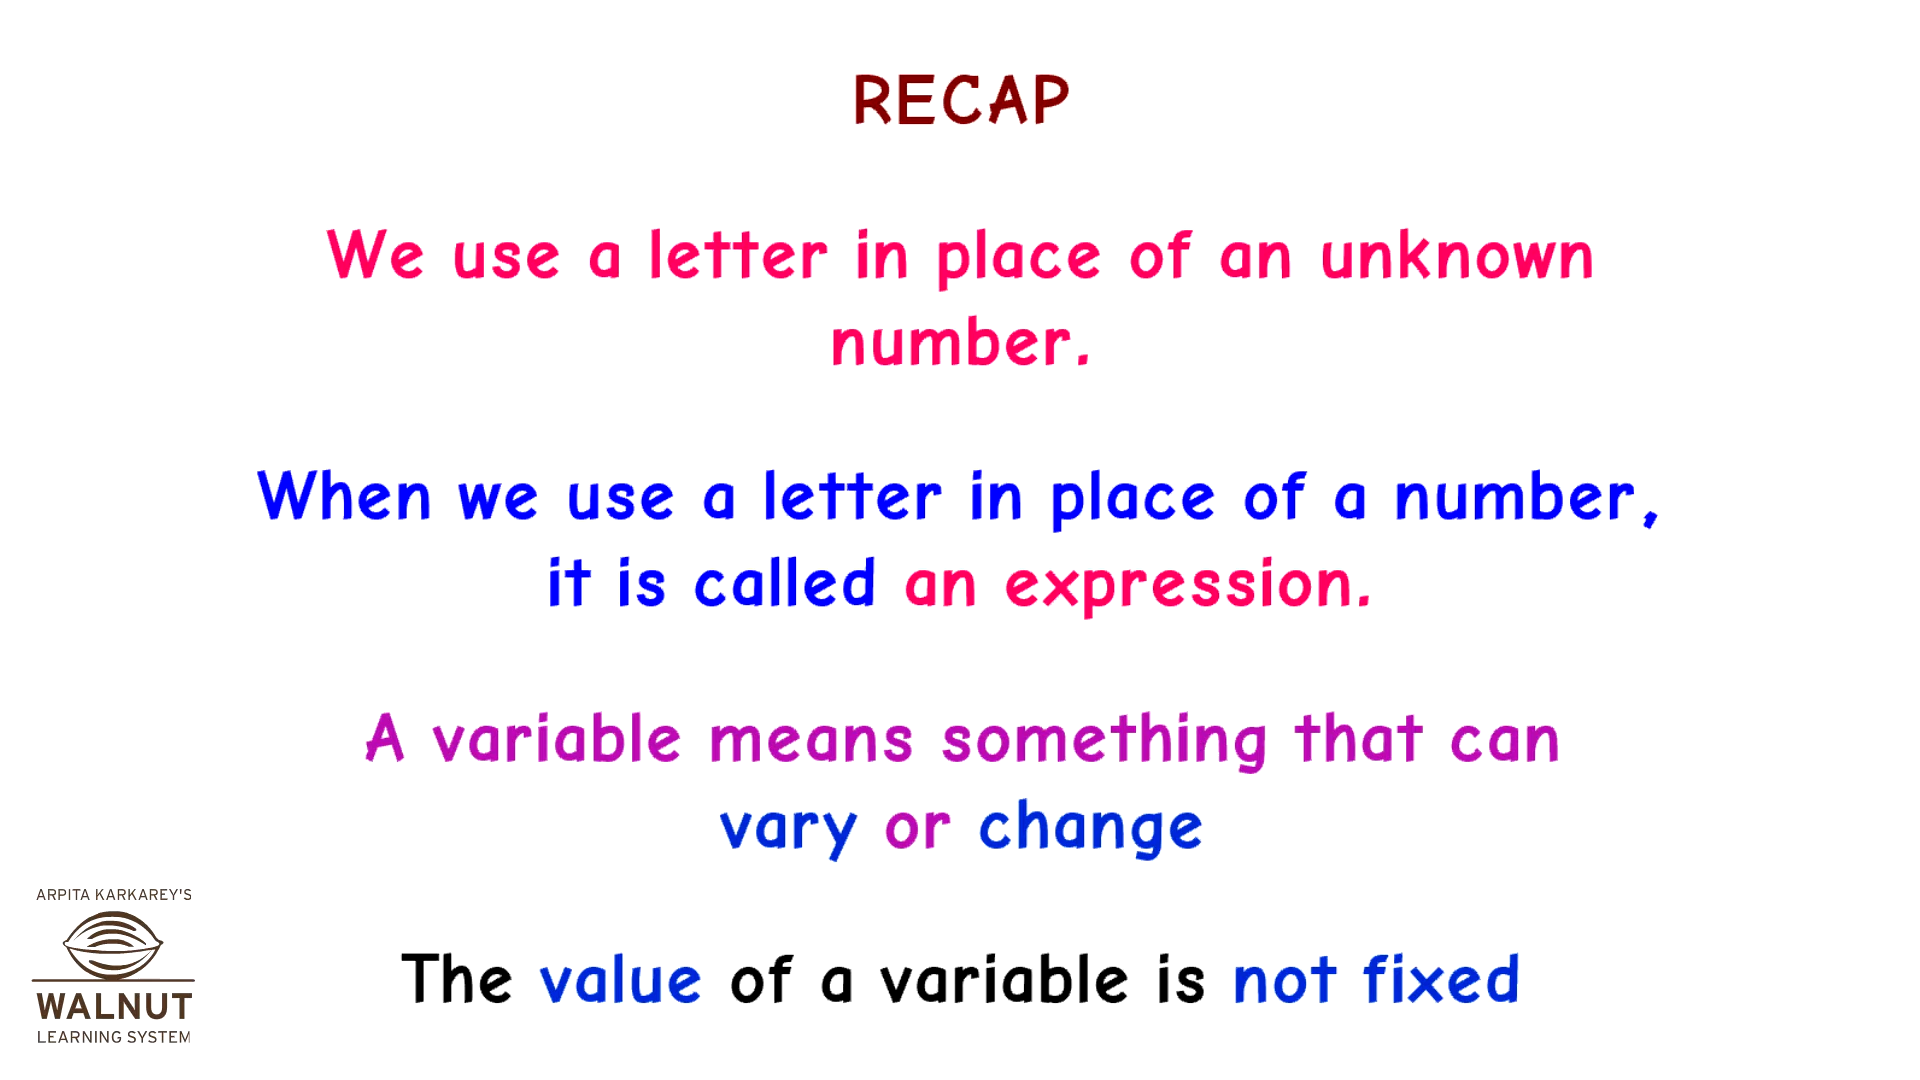 RECAP
We use a letter in place of an unknown
number.
When we use a letter in place of a number,
it is called an expression.
A variable means something that can
vary or change
The value of a variable is not fixed
ARPITA KARKAREY'S
WALNUT
LEARNING SYSTEM